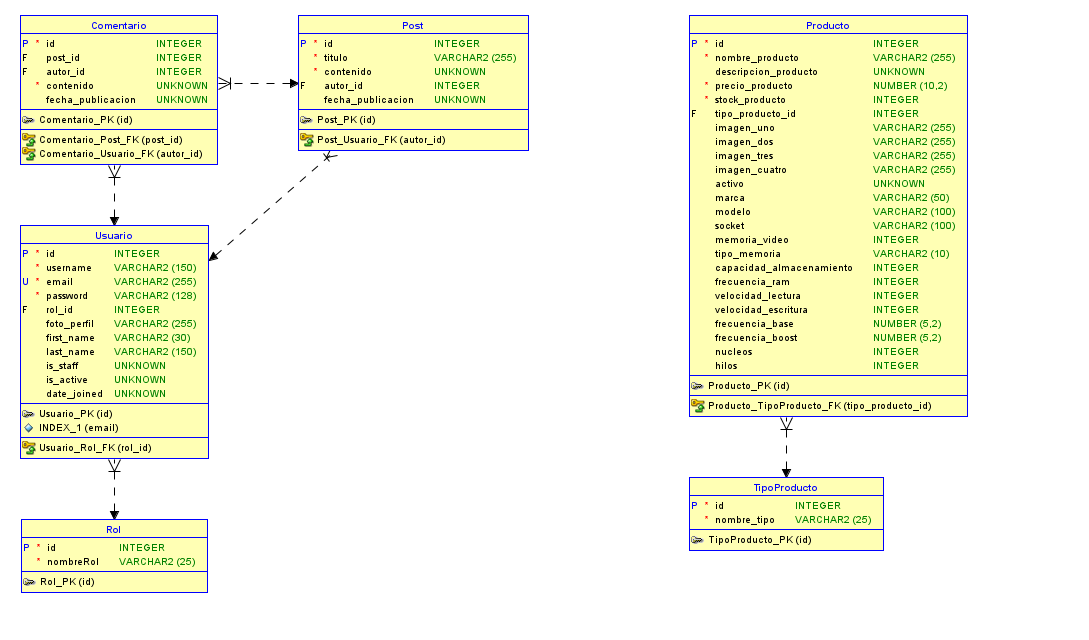 Comentario
P * id INTEGER
F post_id INTEGER
F autor_id INTEGER
* contenido UNKNOWN
fecha_publicacion UNKNOWN
Comentario_PK (id)
Comentario_Post_FK (post_id)
Comentario_Usuario_FK (autor_id)
Post
P * id INTEGER
* titulo VARCHAR2 (255)
* contenido UNKNOWN
F autor_id INTEGER
fecha_publicacion UNKNOWN
Post_PK (id)
Post_Usuario_FK (autor_id)
Usuario
P * id INTEGER
* username VARCHAR2 (150)
U * email VARCHAR2 (255)
* password VARCHAR2 (128)
F rol_id INTEGER
foto_perfil VARCHAR2 (255)
first_name VARCHAR2 (30)
last_name VARCHAR2 (150)
is_staff UNKNOWN
is_active UNKNOWN
date_joined UNKNOWN
Usuario_PK (id)
INDEX_1 (email)
Usuario_Rol_FK (rol_id)
Rol
P * id INTEGER
* nombreRol VARCHAR2 (25)
Rol_PK (id)
Producto
P * id INTEGER
* nombre_producto VARCHAR2 (255)
descripcion_producto UNKNOWN
* precio_producto NUMBER (10,2)
* stock_producto INTEGER
F tipo_producto_id INTEGER
imagen_uno VARCHAR2 (255)
imagen_dos VARCHAR2 (255)
imagen_tres VARCHAR2 (255)
imagen_cuatro VARCHAR2 (255)
activo UNKNOWN
marca VARCHAR2 (50)
modelo VARCHAR2 (100)
socket VARCHAR2 (100)
memoria_video INTEGER
tipo_memoria VARCHAR2 (10)
capacidad_almacenamiento INTEGER
frecuencia_ram INTEGER
velocidad_lectura INTEGER
velocidad_escritura INTEGER
frecuencia_base NUMBER (5,2)
frecuencia_boost NUMBER (5,2)
nucleos INTEGER
hilos INTEGER
Producto_PK (id)
Producto_TipoProducto_FK (tipo_producto_id)
TipoProducto
P * id INTEGER
* nombre_tipo VARCHAR2 (25)
TipoProducto_PK (id)